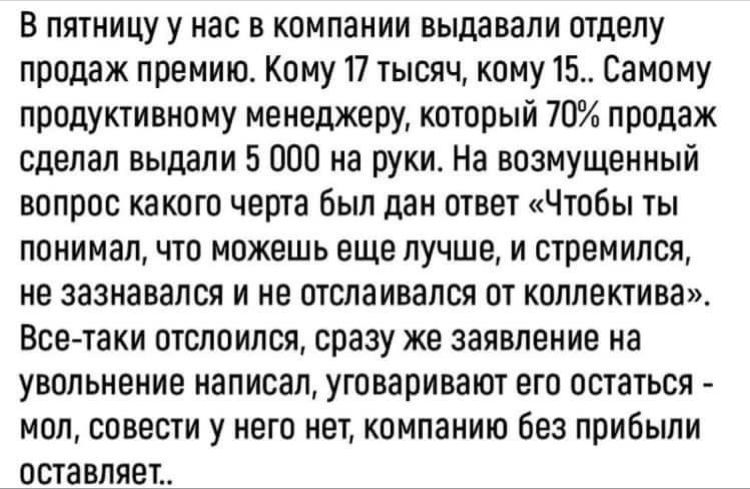 В пятницу у нас в компании выдавали отделу
продаж премию. Кому 17 тысяч, кому 15.. Самому
продуктивному менеджеру, который 70% продаж
сделал выдали 5 000 на руки. На возмущенный
вопрос какого черта был дан ответ «Чтобы ты
понимал, что можешь еще лучше, и стремился,
не зазнавался и не отслаивался от коллектива».
Все-таки отслоился, сразу же заявление на
увольнение написал, уговаривают его остаться -
мол, совести у него нет, компанию без прибыли
оставляет..